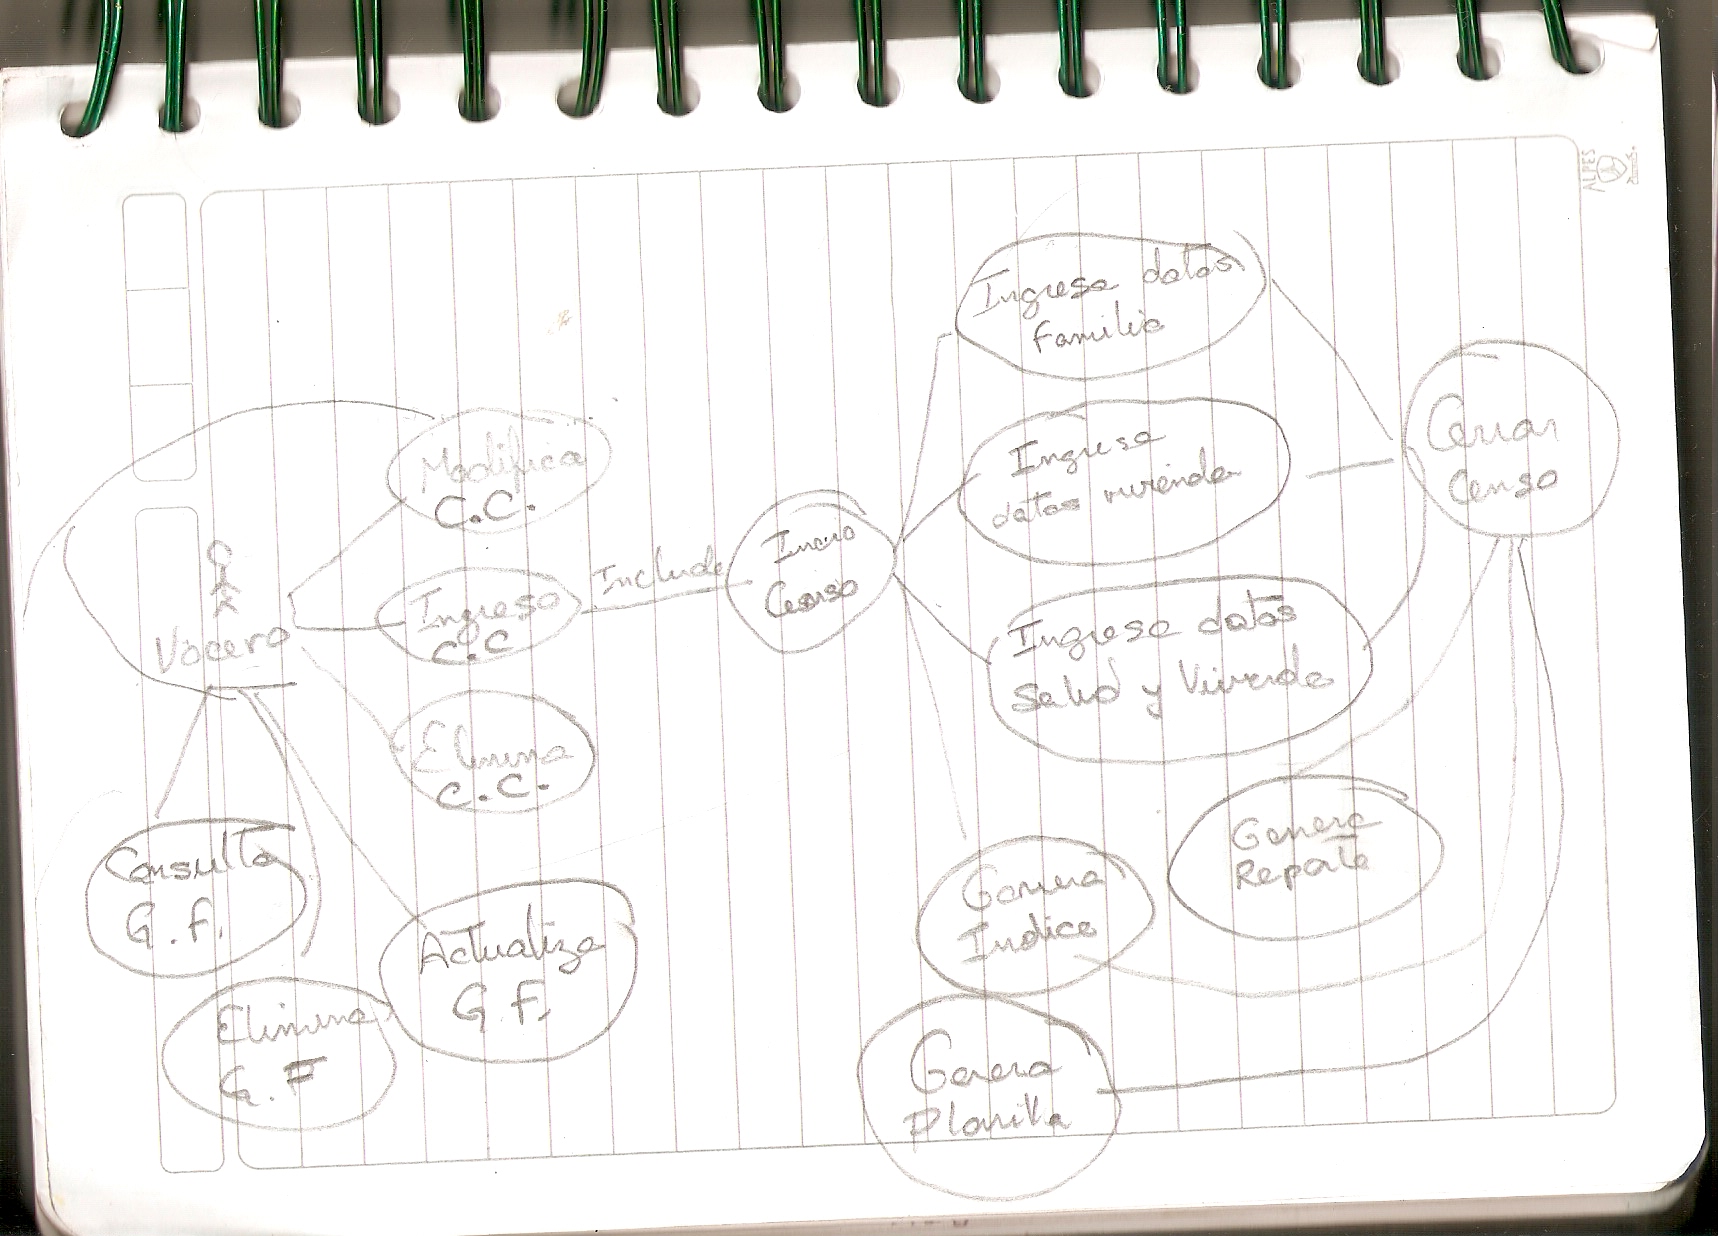 ALPES
Ingresa datos
familia
Cerrar
Censo
Ingresa
datos vivienda
Modifica
C.C.
Include
Inicio
Censo
Ingreso
C.C
Ingresa datos
Salud y Vivienda
Vocero
Elimina
C.C.
Consulta
G.F.
Genera
Reporte
Genera
Indice
Actualiza
G.F.
Elimina
G.F
Genera
Planilla